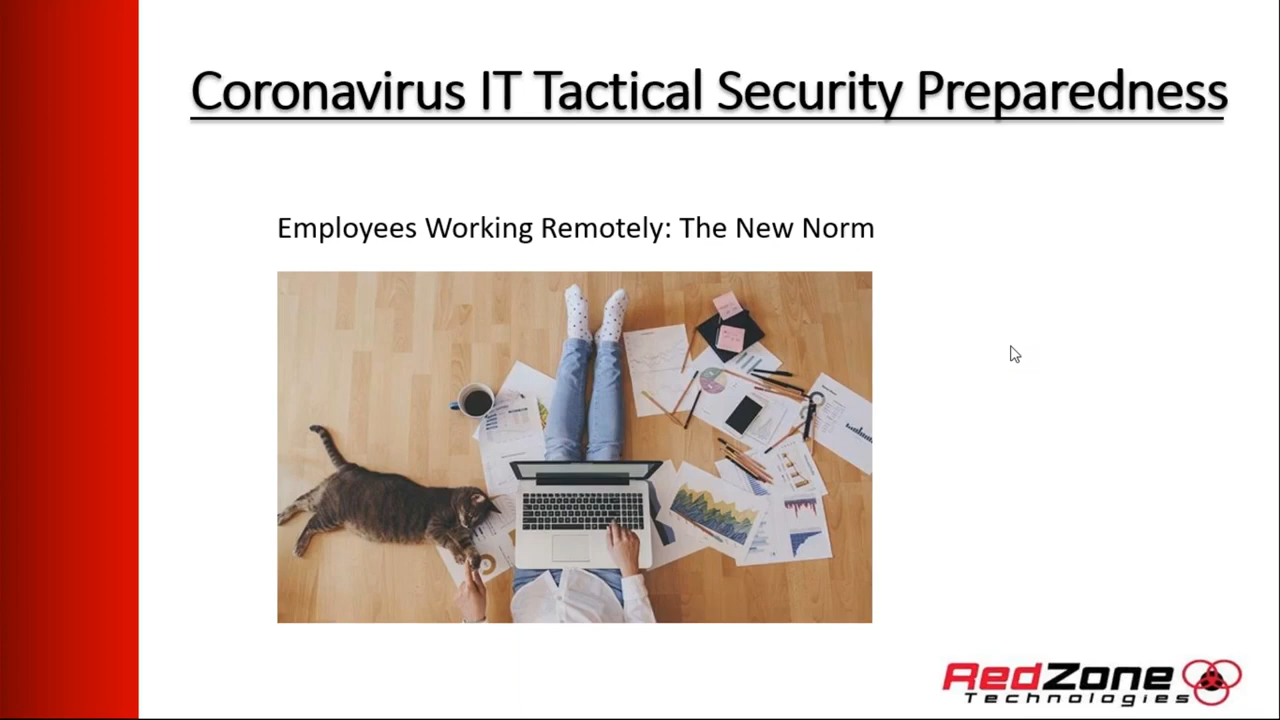 Coronavirus IT Tactical Security Preparedness
Employees Working Remotely: The New Norm
RedZone
Technologies